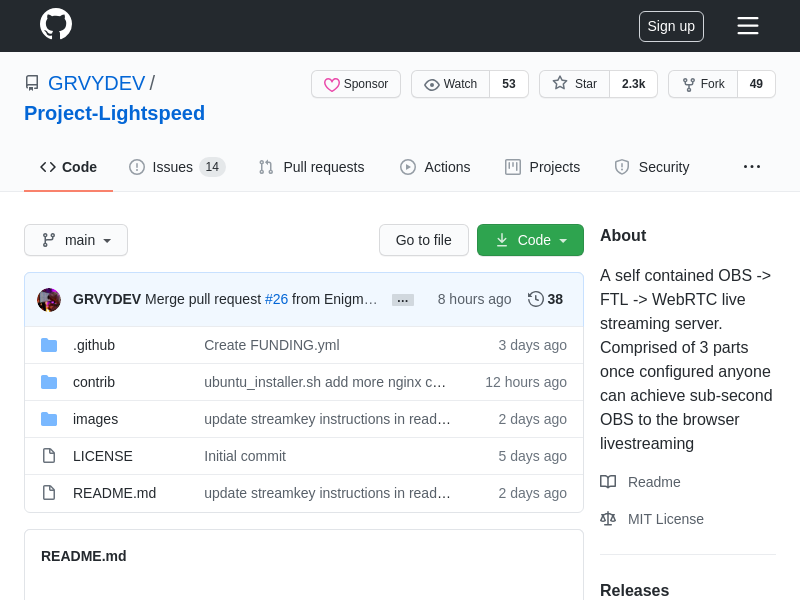 Sign up
GRVYDEV /
Project-Lightspeed
Sponsor
Watch 53
Star 2.3k
Fork 49
Code
Issues 14
Pull requests
Actions
Projects
Security
...
main
Go to file
Code
GRVYDEV Merge pull request #26 from Enigm… ... 8 hours ago 38
.github Create FUNDING.yml 3 days ago
contrib ubuntu_installer.sh add more nginx c… 12 hours ago
images update streamkey instructions in read… 2 days ago
LICENSE Initial commit 5 days ago
README.md update streamkey instructions in read… 2 days ago
README.md
About
A self contained OBS ->
FTL -> WebRTC live
streaming server.
Comprised of 3 parts
once configured anyone
can achieve sub-second
OBS to the browser
livestreaming
Readme
MIT License
Releases